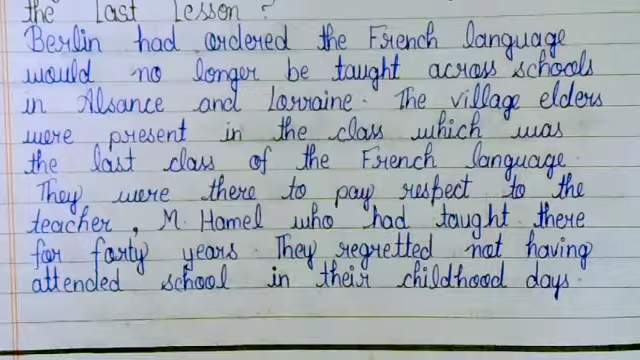 the Last Lesson ?
Berlin had ordered the French language
would no longer be taught across schools
in Alsance and Lorraine. The village elders
were present in the class which was
the last class of the French language.
They were there to pay respect to the
teacher, M. Hamel who had taught there
for forty years. They regretted not having
attended school in their childhood days.